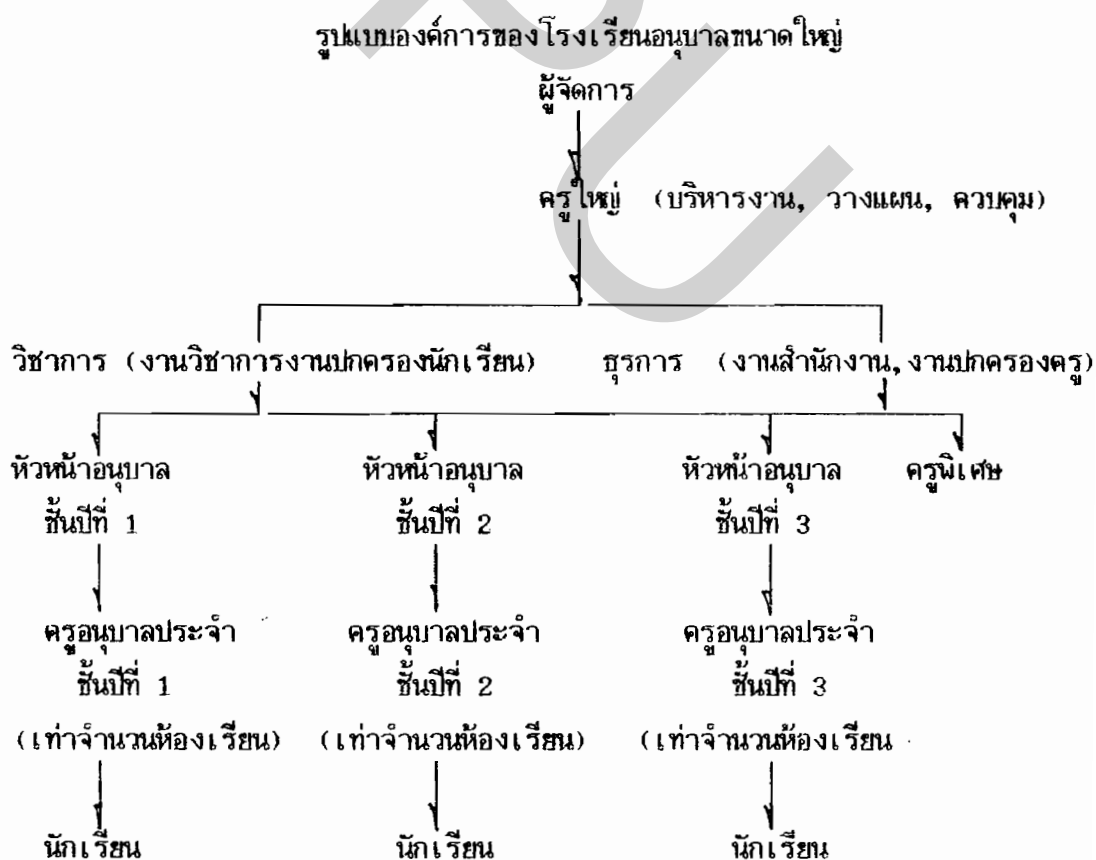 รูปแบบองค์การของโรงเรียนอนุบาลขนาดใหญ่
ผู้จัดการ
ครูใหญ่ (บริหารงาน, วางแผน, ควบคุม)
วิชาการ (งานวิชาการงานปกครองนักเรียน) ธุรการ (งานสำนักงาน, งานปกครองครู)
หัวหน้าอนุบาล หัวหน้าอนุบาล หัวหน้าอนุบาล ครูพิเศษ
ชั้นปีที่ 1 ชั้นปีที่ 2 ชั้นปีที่ 3
ครูอนุบาลประจำ ครูอนุบาลประจำ ครูอนุบาลประจำ
ชั้นปีที่ 1 ชั้นปีที่ 2 ชั้นปีที่ 3
(เท่าจำนวนห้องเรียน) (เท่าจำนวนห้องเรียน) (เท่าจำนวนห้องเรียน
นักเรียน นักเรียน นักเรียน